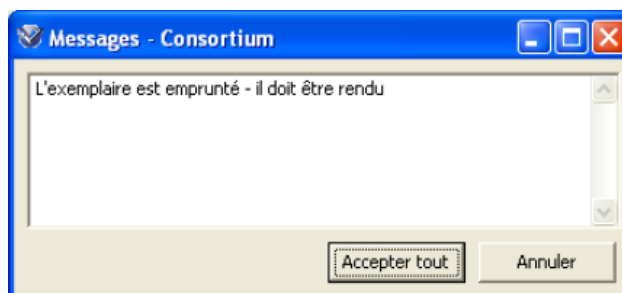 Messages - Consortium
L'exemplaire est emprunté - il doit être rendu
Accepter tout Annuler